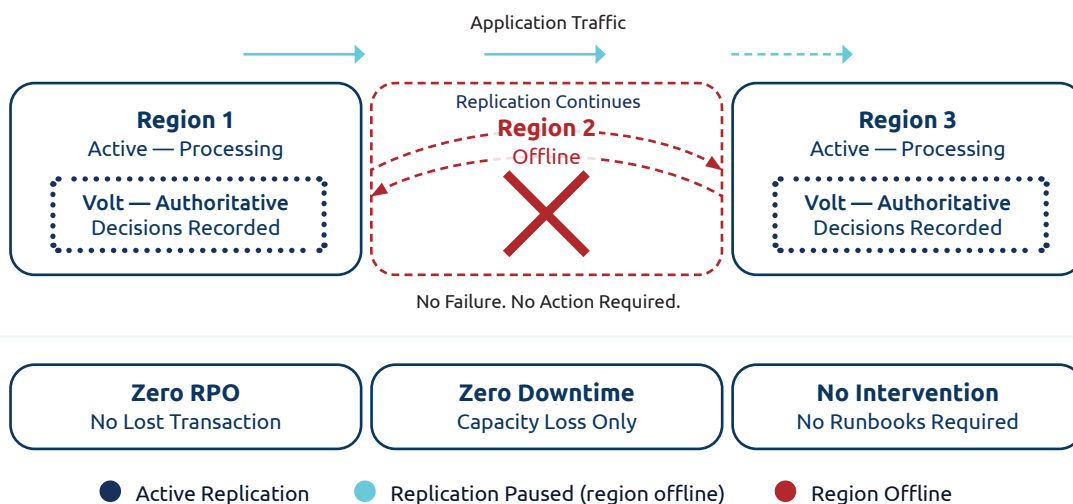 Application Traffic
Region 1
Active — Processing
Volt — Authoritative
Decisions Recorded
Replication Continues
Region 2
Offline
Region 3
Active — Processing
Volt — Authoritative
Decisions Recorded
No Failure. No Action Required.
Zero RPO
No Lost Transaction
Zero Downtime
Capacity Loss Only
No Intervention
No Runbooks Required
Active Replication
Replication Paused (region offline)
Region Offline